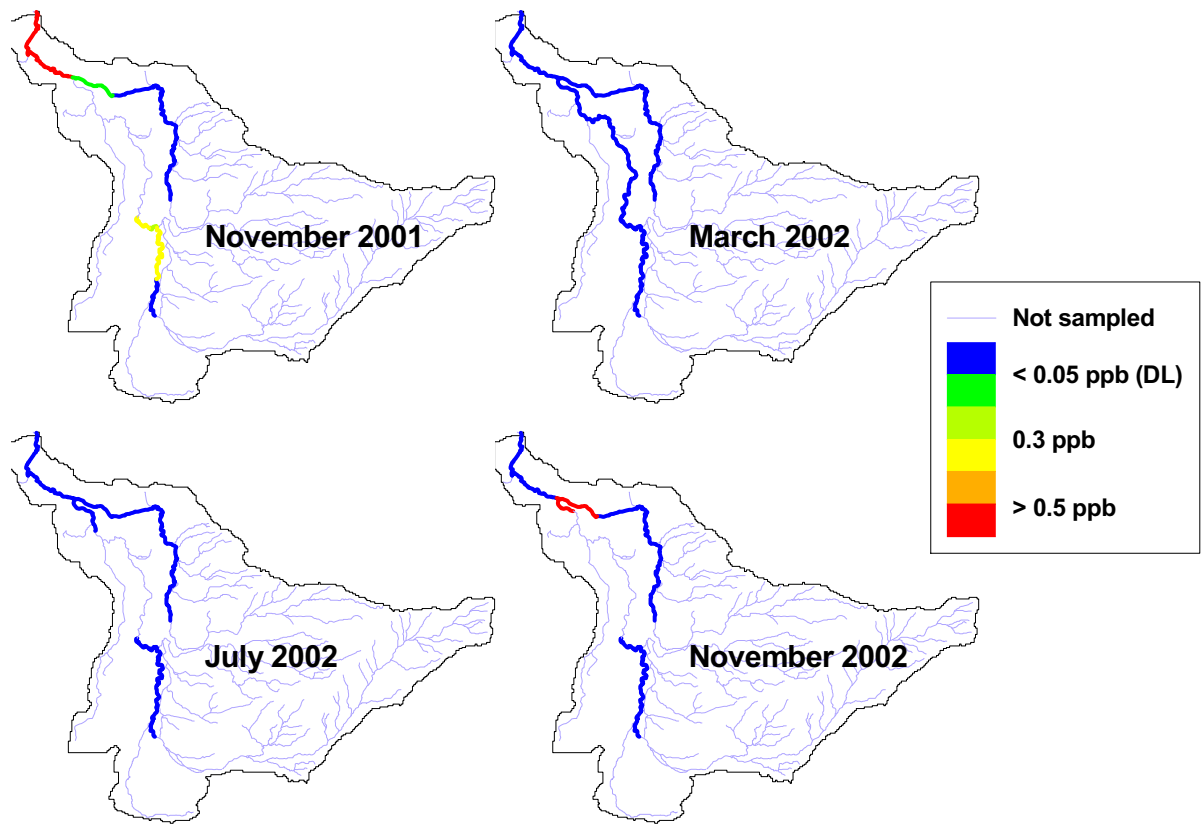 November 2001
March 2002
Not sampled
< 0.05 ppb (DL)
0.3 ppb
> 0.5 ppb
July 2002
November 2002